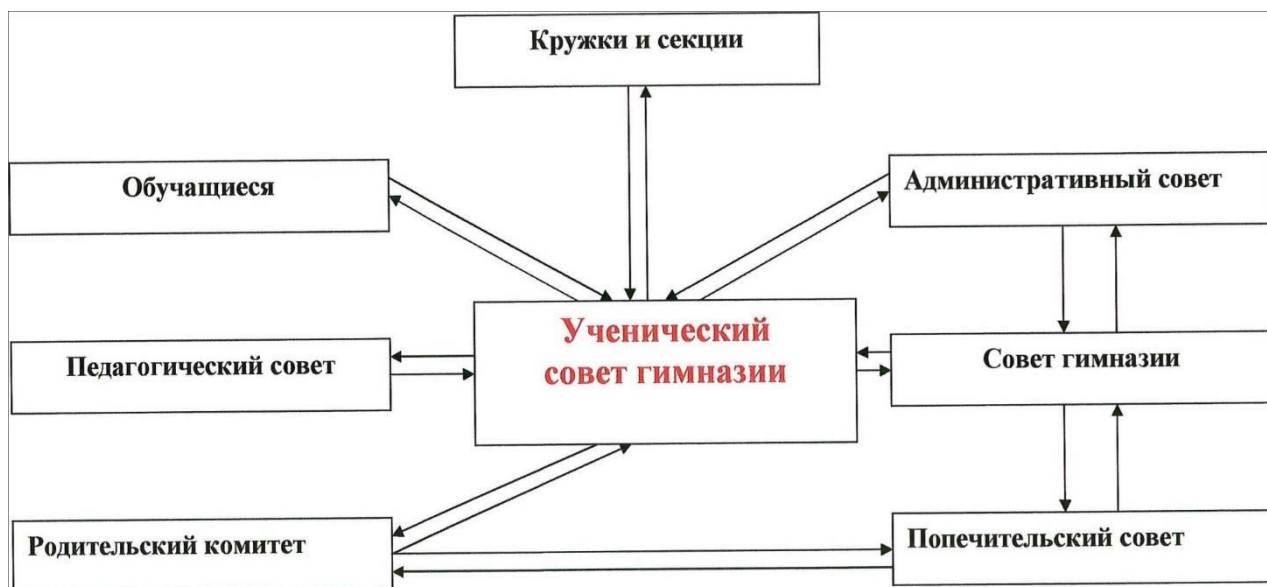 Кружки и секции
Обучащиеся
Административный совет
Ученический
совет гимназии
Педагогический совет
Совет гимназии
Родительский комитет
Попечительский совет